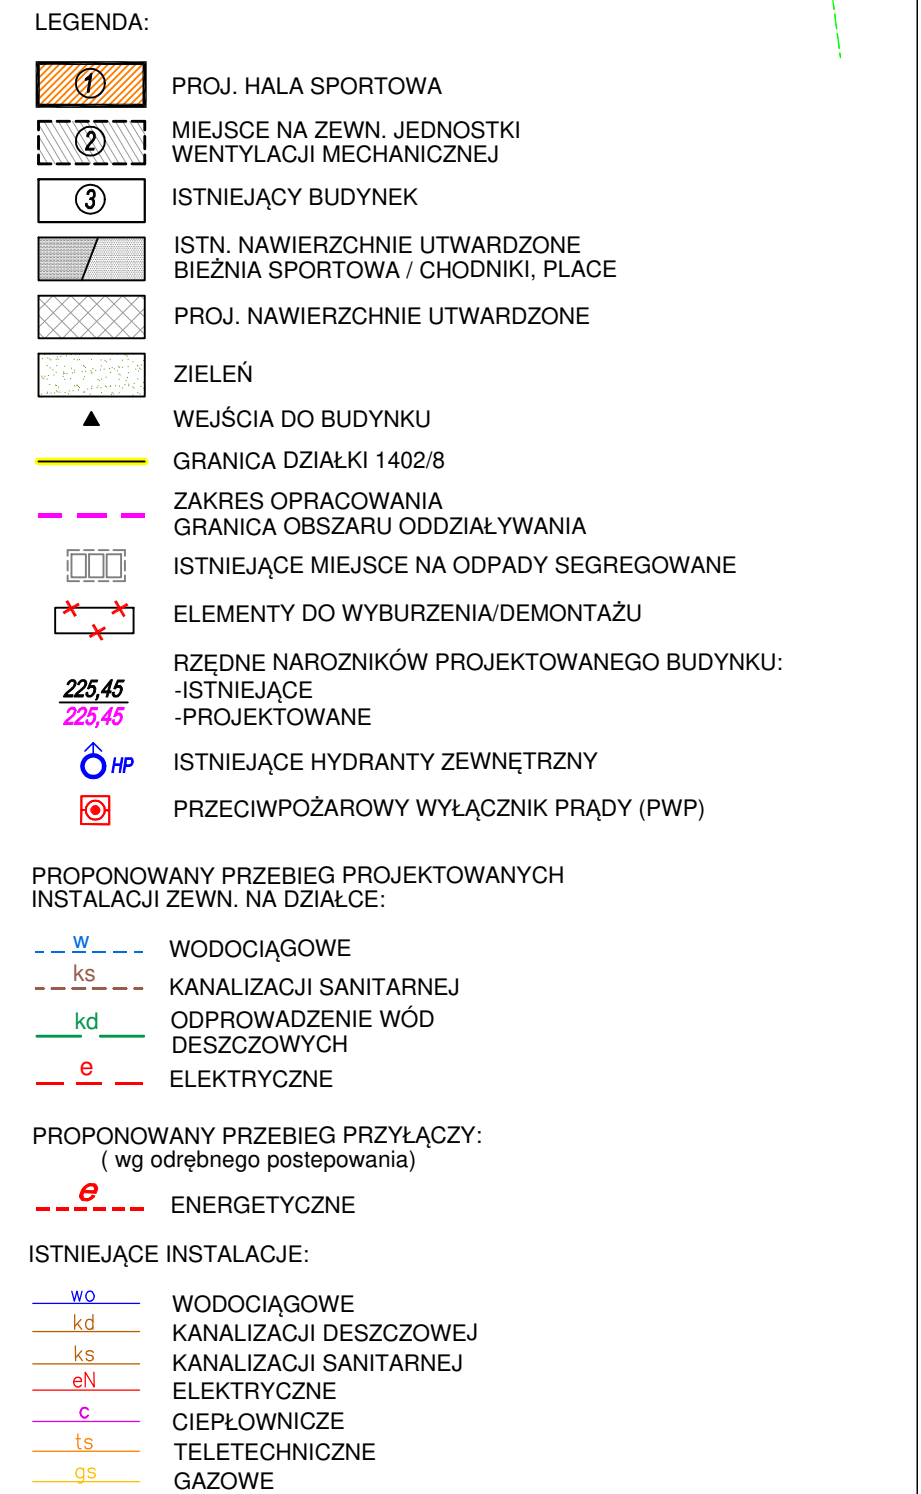 LEGENDA:
1 PROJ. HALA SPORTOWA
2 MIEJSCE NA ZEWN. JEDNOSTKI
WENTYLACJI MECHANICZNEJ
3 ISTNIEJĄCY BUDYNEK
ISTN. NAWIERZCHNIE UTWARDZONE
BIEŻNIA SPORTOWA / CHODNIKI, PLACE
PROJ. NAWIERZCHNIE UTWARDZONE
ZIELEŃ
WEJŚCIA DO BUDYNKU
GRANICA DZIAŁKI 1402/8
ZAKRES OPRACOWANIA
GRANICA OBSZARU ODDZIAŁYWANIA
ISTNIEJĄCE MIEJSCE NA ODPADY SEGREGOWANE
ELEMENTY DO WYBURZENIA/DEMONTAŻU
RZĘDNE NAROZNIKÓW PROJEKTOWANEGO BUDYNKU:
225,45 -ISTNIEJĄCE
225,45 -PROJEKTOWANE
HP ISTNIEJĄCE HYDRANTY ZEWNĘTRZNY
PRZECIWPOŻAROWY WYŁĄCZNIK PRĄDY (PWP)
PROPONOWANY PRZEBIEG PROJEKTOWANYCH
INSTALACJI ZEWN. NA DZIAŁCE:
w WODOCIĄGOWE
ks KANALIZACJI SANITARNEJ
kd ODPROWADZENIE WÓD
DESZCZOWYCH
e ELEKTRYCZNE
PROPONOWANY PRZEBIEG PRZYŁĄCZY:
( wg odrębnego postepowania)
e ENERGETYCZNE
ISTNIEJĄCE INSTALACJE:
wo WODOCIĄGOWE
kd KANALIZACJI DESZCZOWEJ
ks KANALIZACJI SANITARNEJ
eN ELEKTRYCZNE
c CIEPŁOWNICZE
ts TELETECHNICZNE
gs GAZOWE